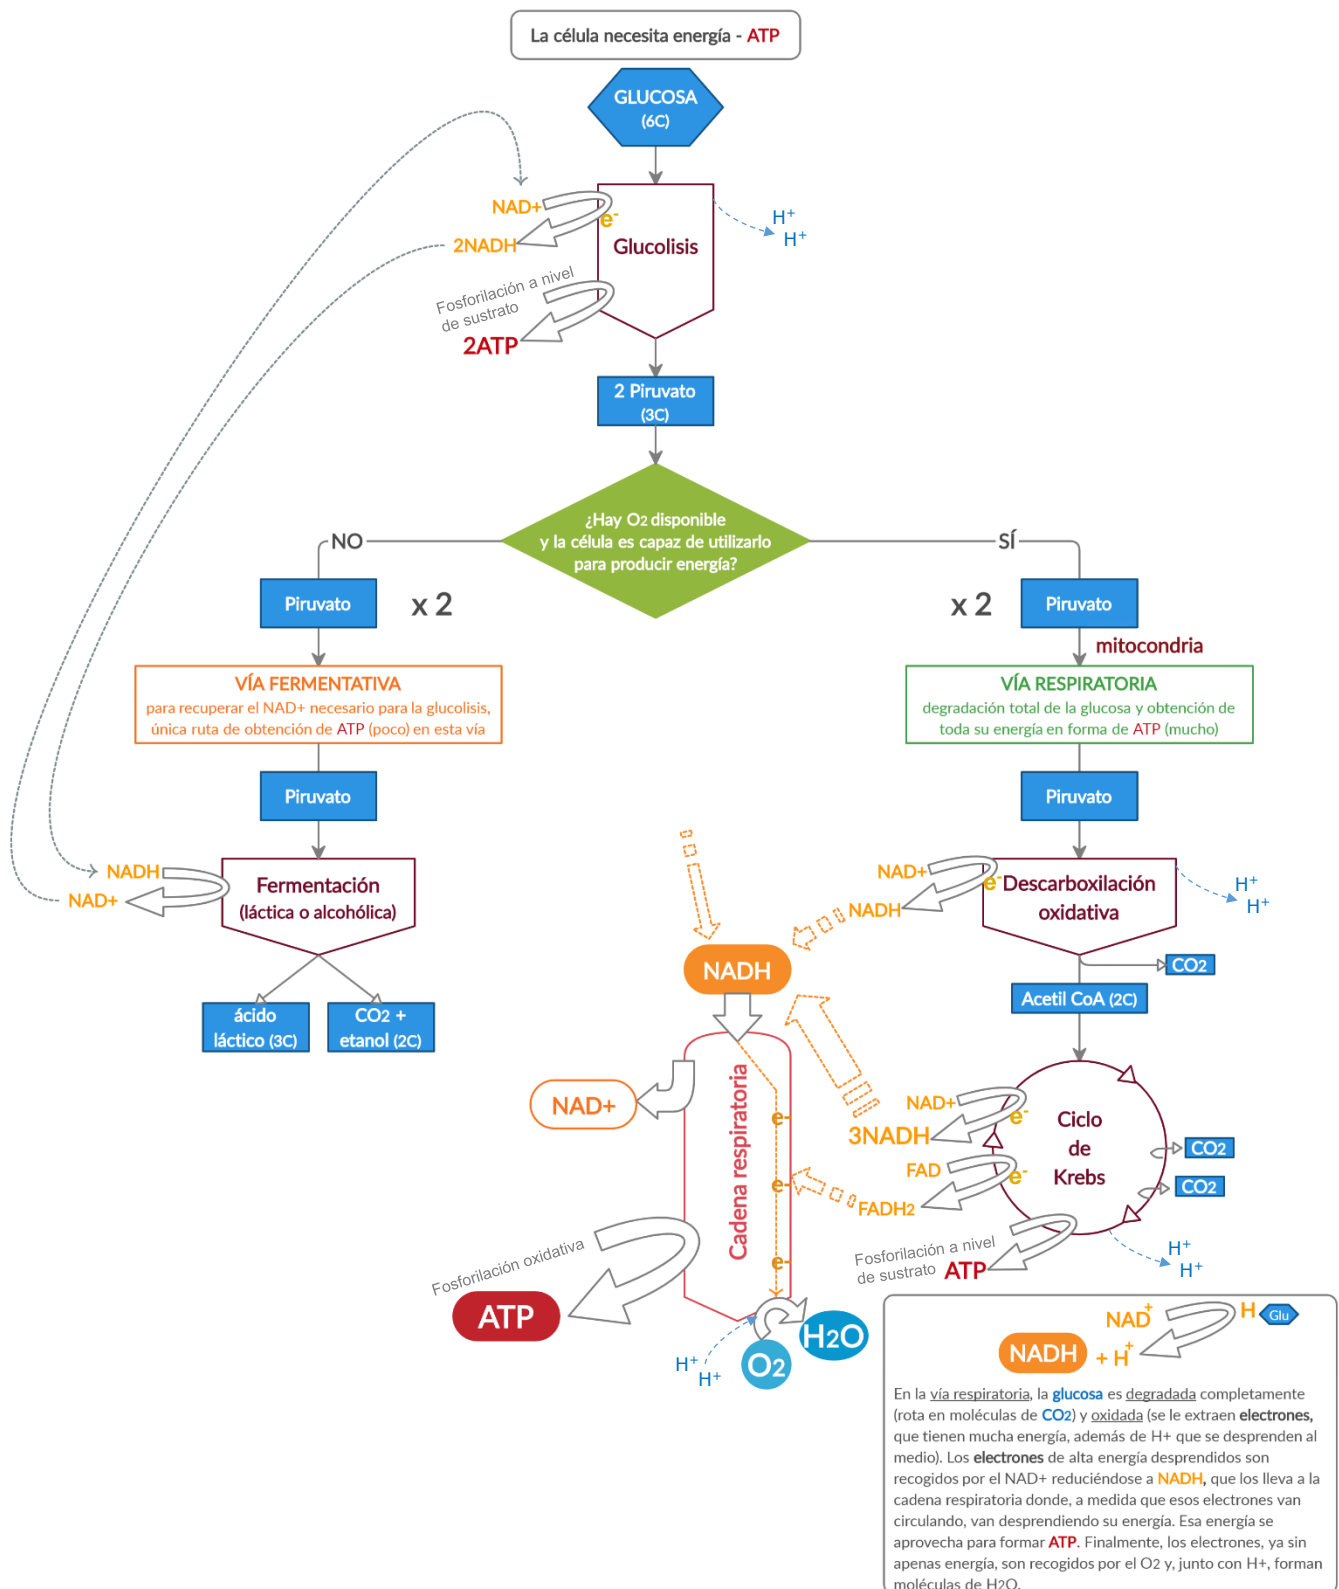 La célula necesita energía - ATP
GLUCOSA
(6C)
NAD+
e-
2NADH
Glucolisis
H+
H+
Fosforilación a nivel
de sustrato
2ATP
2 Piruvato
(3C)
¿Hay O2 disponible
y la célula es capaz de utilizarlo
para producir energía?
NO
SÍ
Piruvato
x 2
x 2
Piruvato
mitocondria
VÍA FERMENTATIVA
para recuperar el NAD+ necesario para la glucolisis,
única ruta de obtención de ATP (poco) en esta vía
VÍA RESPIRATORIA
degradación total de la glucosa y obtención de
toda su energía en forma de ATP (mucho)
Piruvato
Piruvato
NADH
NAD+
Fermentación
(láctica o alcohólica)
NAD+
e-
NADH
Descarboxilación
oxidativa
H+
H+
CO2
NADH
Acetil CoA (2C)
ácido
láctico (3C)
CO2 +
etanol (2C)
NAD+
Cadena respiratoria
e-
e-
e-
NAD+
e-
3NADH
FAD
e-
FADH2
Ciclo
de
Krebs
CO2
CO2
Fosforilación a nivel
de sustrato
ATP
H+
H+
Fosforilación oxidativa
ATP
H+
H+
O2
H2O
NAD+
H
Glu
NADH
+ H+
En la vía respiratoria, la glucosa es degradada completamente
(rota en moléculas de CO2) y oxidada (se le extraen electrones,
que tienen mucha energía, además de H+ que se desprenden al
medio). Los electrones de alta energía desprendidos son
recogidos por el NAD+ reduciéndose a NADH, que los lleva a la
cadena respiratoria donde, a medida que esos electrones van
circulando, van desprendiendo su energía. Esa energía se
aprovecha para formar ATP. Finalmente, los electrones, ya sin
apenas energía, son recogidos por el O2 y, junto con H+, forman
moléculas de H2O.